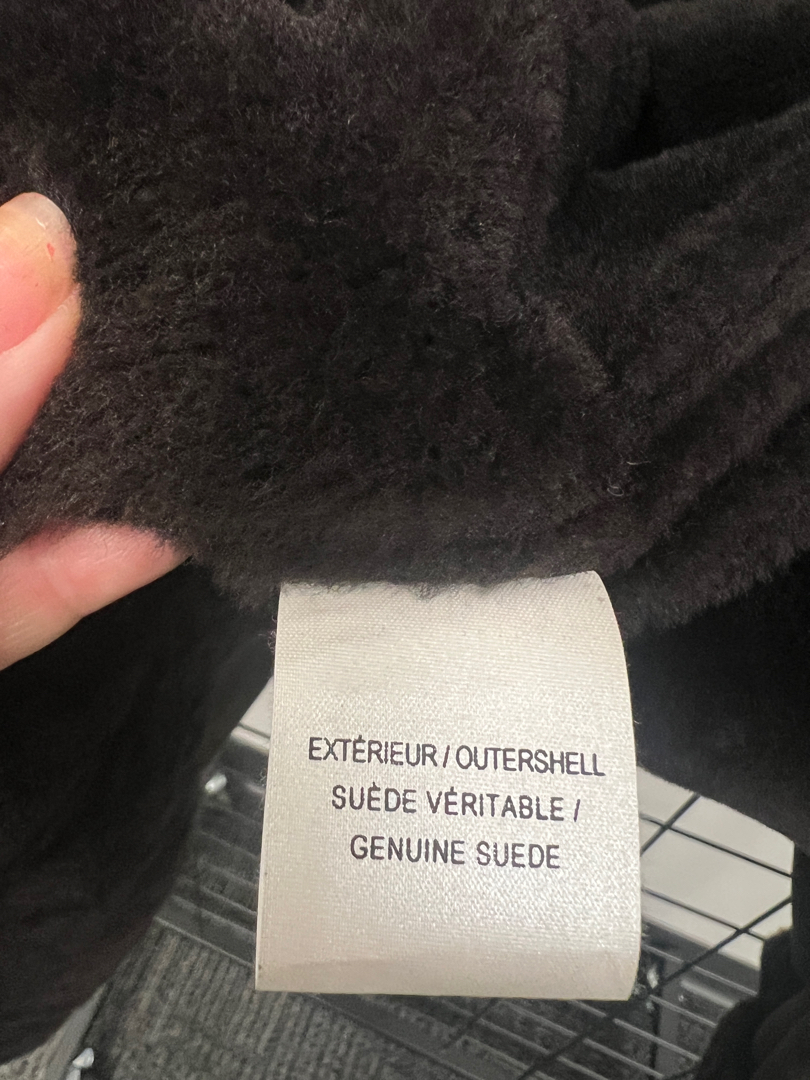 EXTÉRIEUR / OUTERSHELL
SUÈDE VÉRITABLE /
GENUINE SUEDE